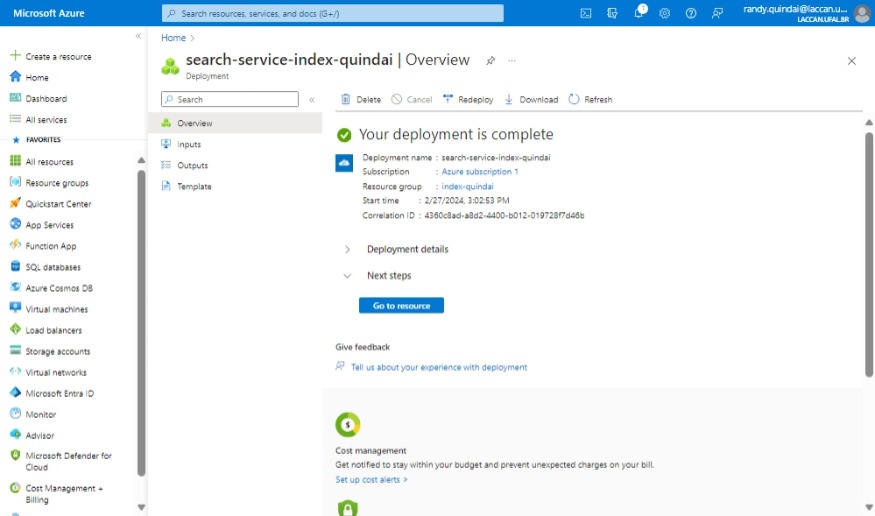 Microsoft Azure
Search resources, services, and docs (G+/)
1
randy.quindai@laccan.u...
LACCAN.UFAL.BR
Create a resource
Home
Dashboard
All services
FAVORITES
All resources
Resource groups
Quickstart Center
App Services
Function App
SQL databases
Azure Cosmos DB
Virtual machines
Load balancers
Storage accounts
Virtual networks
Microsoft Entra ID
Monitor
Advisor
Microsoft Defender for
Cloud
Cost Management +
Billing
Home >
search-service-index-quindai | Overview
Deployment
Search
Overview
Inputs
Outputs
Template
Delete Cancel Redeploy Download Refresh
Your deployment is complete
Deployment name : search-service-index-quindai
Subscription : Azure subscription 1
Resource group : index-quindai
Start time : 2/27/2024, 3:02:53 PM
Correlation ID : 4360c8ad-a8d2-4400-b012-019728f7d46b
Deployment details
Next steps
Go to resource
Give feedback
Tell us about your experience with deployment
Cost management
Get notified to stay within your budget and prevent unexpected charges on your bill.
Set up cost alerts >